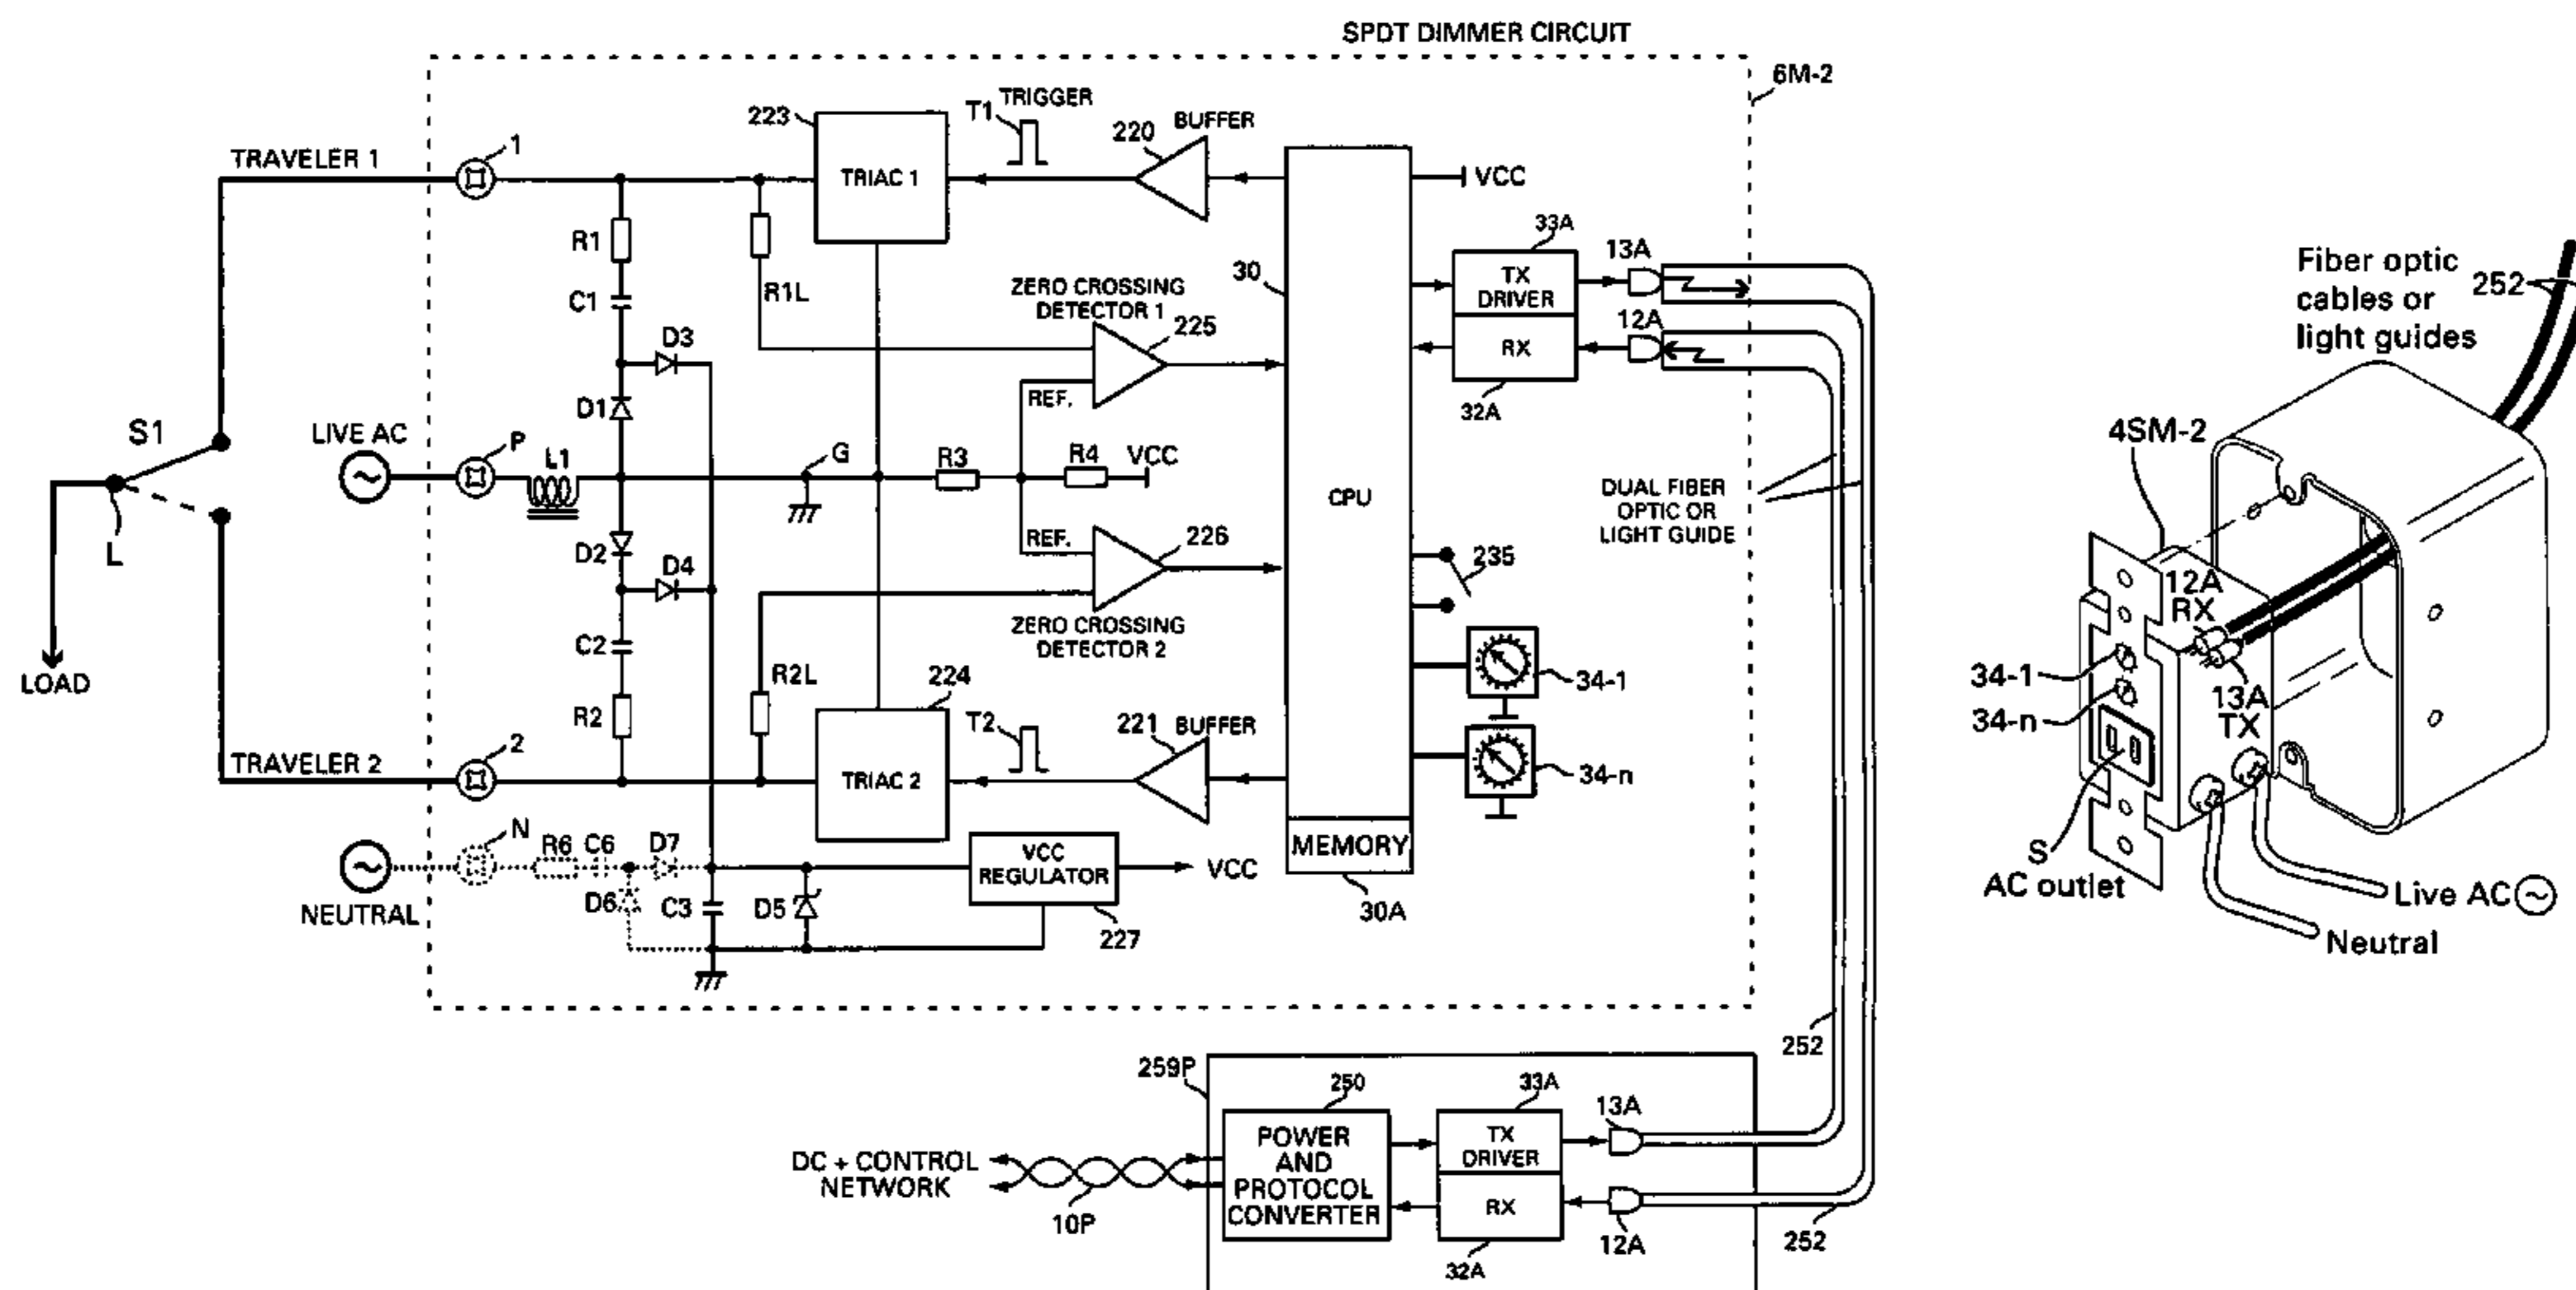 SPDT DIMMER CIRCUIT
6M-2
TRAVELER 1
1
223
TRIAC 1
T1
TRIGGER
220
BUFFER
VCC
R1
R1L
C1
D3
ZERO CROSSING
DETECTOR 1
225
30
33A
TX
DRIVER
13A
RX
12A
32A
REF.
D1
S1
L
LOAD
LIVE AC
P
L1
G
R3
R4
VCC
CPU
DUAL FIBER
OPTIC OR
LIGHT GUIDE
D2
D4
REF.
226
235
ZERO CROSSING
DETECTOR 2
C2
R2
R2L
224
TRIAC 2
T2
221
BUFFER
34-1
34-n
TRAVELER 2
2
N
NEUTRAL
R6
C6
D7
D6
C3
D5
VCC
REGULATOR
227
VCC
MEMORY
30A
252
259P
250
POWER
AND
PROTOCOL
CONVERTER
33A
TX
DRIVER
13A
RX
12A
32A
252
DC + CONTROL
NETWORK
10P
Fiber optic
cables or
light guides
252
4SM-2
12A
RX
34-1
34-n
13A
TX
S
AC outlet
Live AC
Neutral